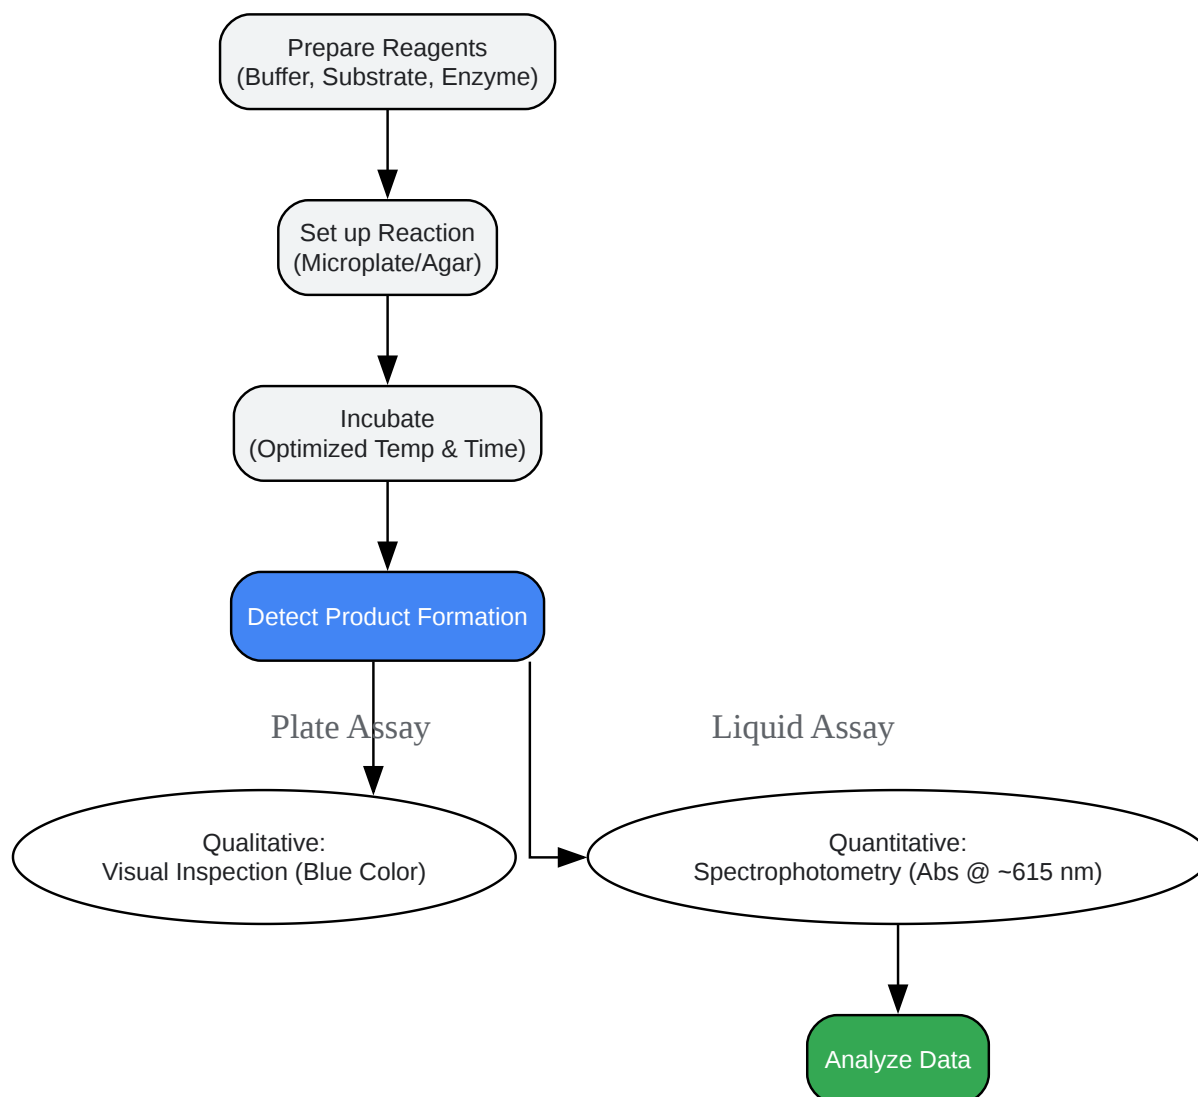 Prepare Reagents
(Buffer, Substrate, Enzyme)
Set up Reaction
(Microplate/Agar)
Incubate
(Optimized Temp & Time)
Detect Product Formation
Plate Assay
Liquid Assay
Qualitative:
Visual Inspection (Blue Color)
Quantitative:
Spectrophotometry (Abs @ ~615 nm)
Analyze Data